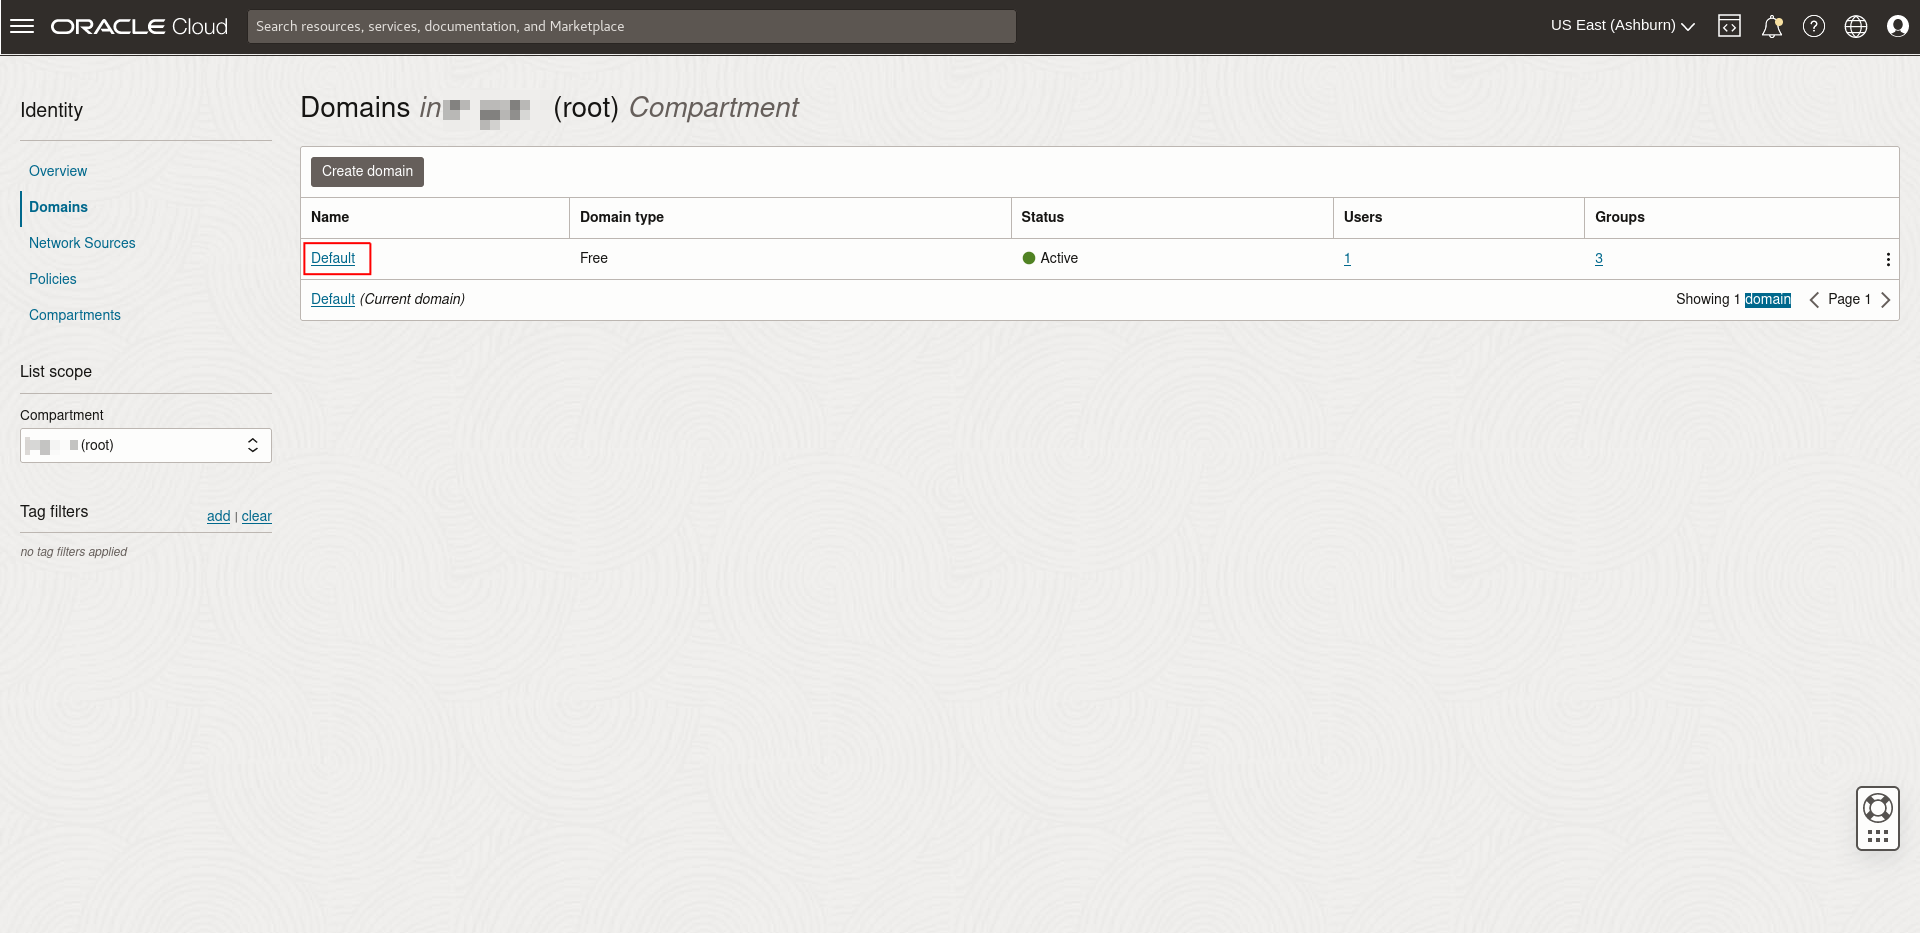 ORACLE Cloud
Search resources, services, documentation, and Marketplace
US East (Ashburn)
Identity
Overview
Domains
Network Sources
Policies
Compartments
List scope
Compartment
(root)
Tag filters
add | clear
no tag filters applied
Domains in (root) Compartment
Create domain
Name Domain type Status Users Groups
Default Free Active 1 3
Default (Current domain) Showing 1 domain Page 1